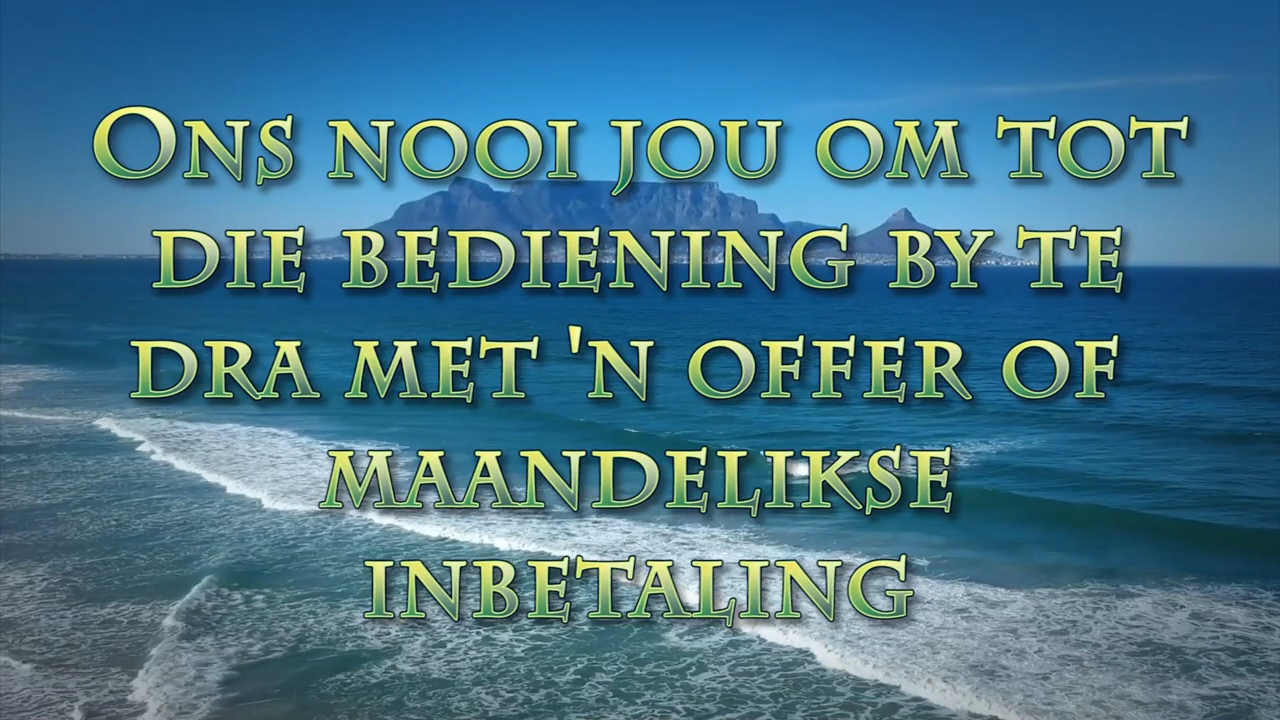 Ons nooi jou om tot
die bediening by te
dra met 'n offer of
maandelikse
inbetaling